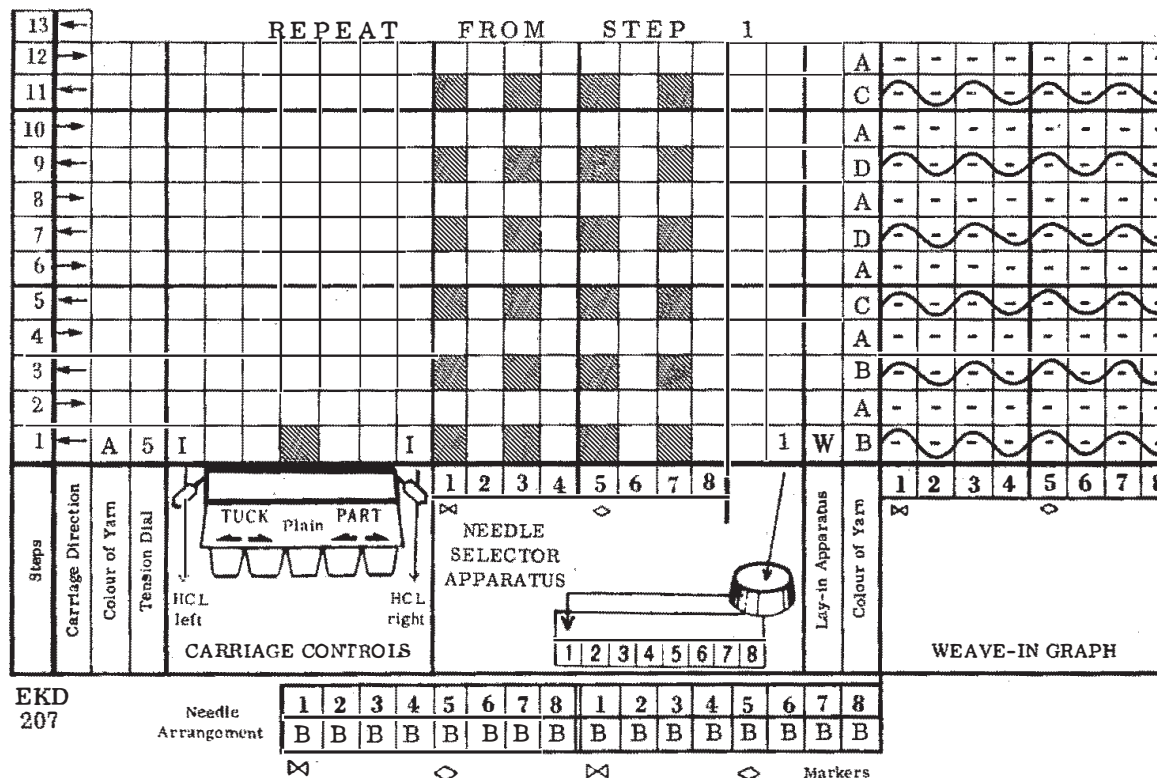 13 ← REPEAT FROM STEP 1
12 → A - - - - - - - -
11 ← C - - - - - - - -
10 → A - - - - - - - -
9 ← D - - - - - - - -
8 → A - - - - - - - -
7 ← D - - - - - - - -
6 → A - - - - - - - -
5 ← C - - - - - - - -
4 → A - - - - - - - -
3 ← B - - - - - - - -
2 → A - - - - - - - -
1 ← A 5 I I 1 W B - - - - - - - -
Steps
Carriage Direction
Colour of Yarn
Tension Dial
TUCK Plain PART
HCL left
HCL right
CARRIAGE CONTROLS
1 2 3 4 5 6 7 8
NEEDLE
SELECTOR
APPARATUS
1 2 3 4 5 6 7 8
Lay-in Apparatus
Colour of Yarn
1 2 3 4 5 6 7 8
WEAVE-IN GRAPH
EKD
207
Needle
Arrangement
1 2 3 4 5 6 7 8 1 2 3 4 5 6 7 8
B B B B B B B B B B B B B B B B
Markers